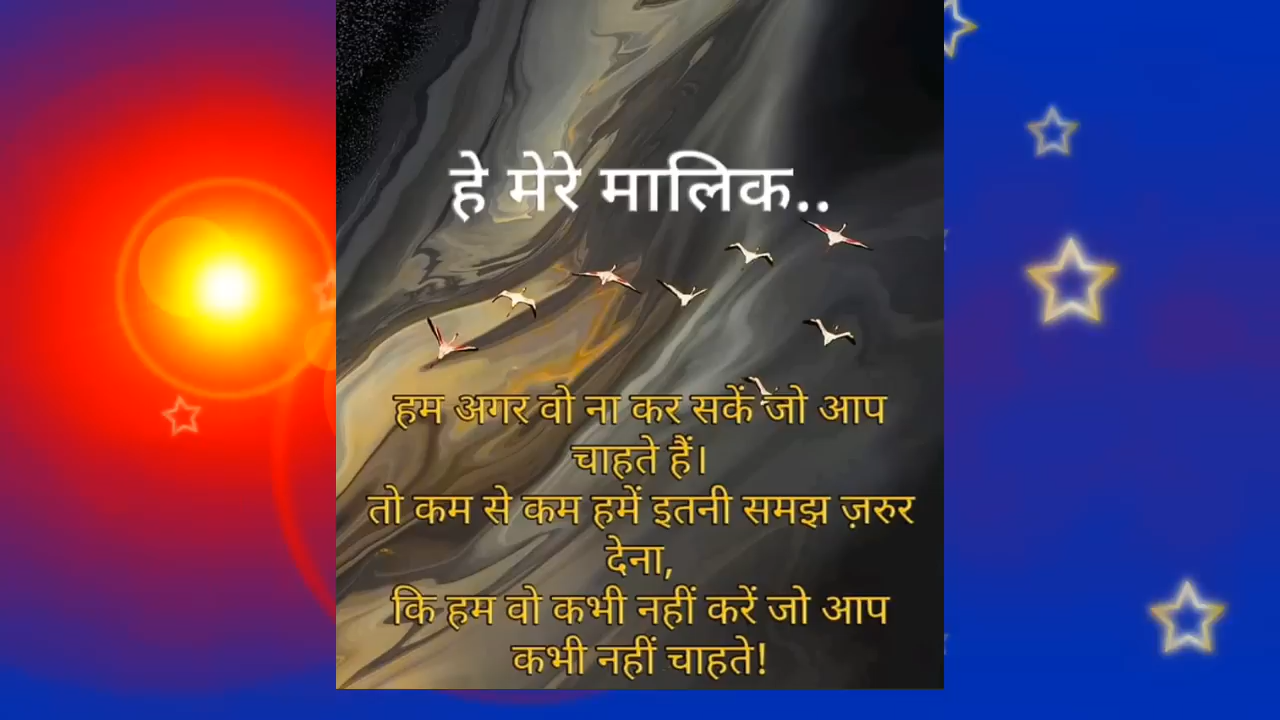 हे मेरे मालिक..
हम अगर वो ना कर सकें जो आप
चाहते हैं।
तो कम से कम हमें इतनी समझ ज़रुर
देना,
कि हम वो कभी नहीं करें जो आप
कभी नहीं चाहते!